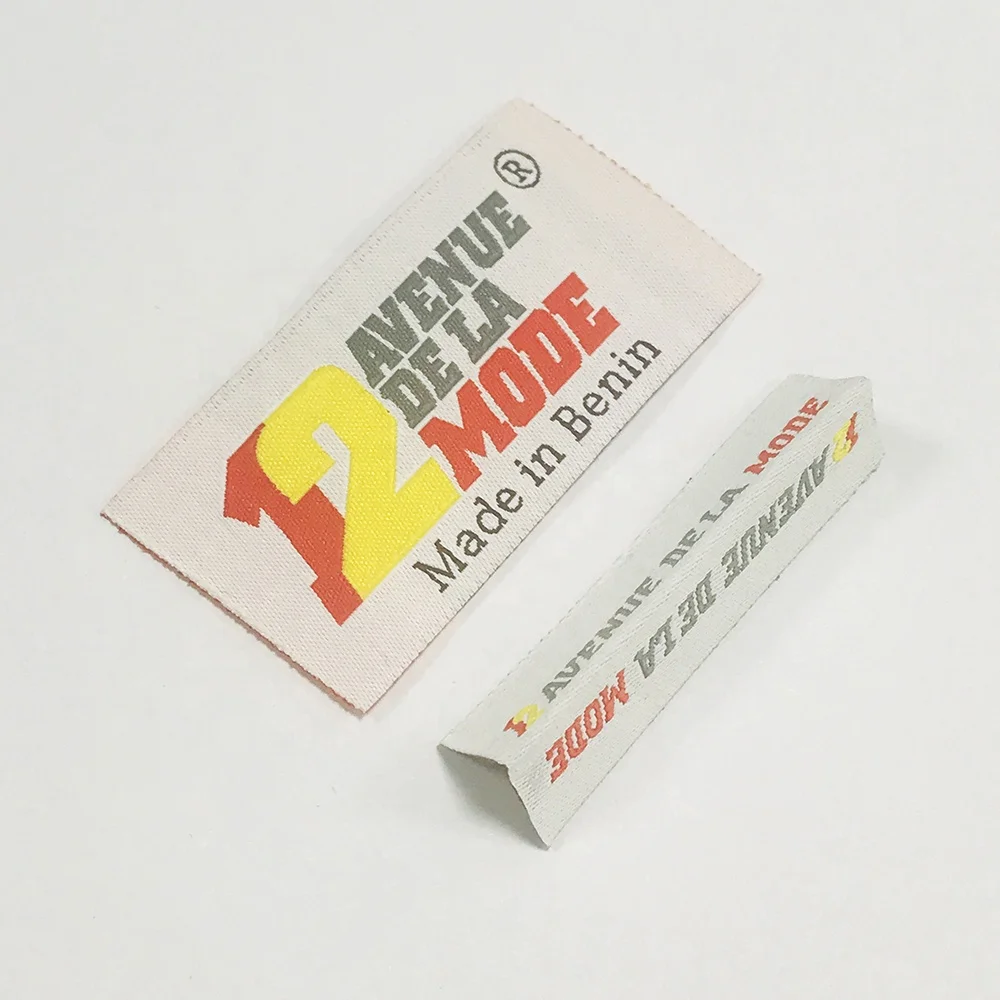 12 AVENUE ®
DE LA
MODE
Made in Benin
12 AVENUE DE LA MODE
12 AVENUE DE LA MODE